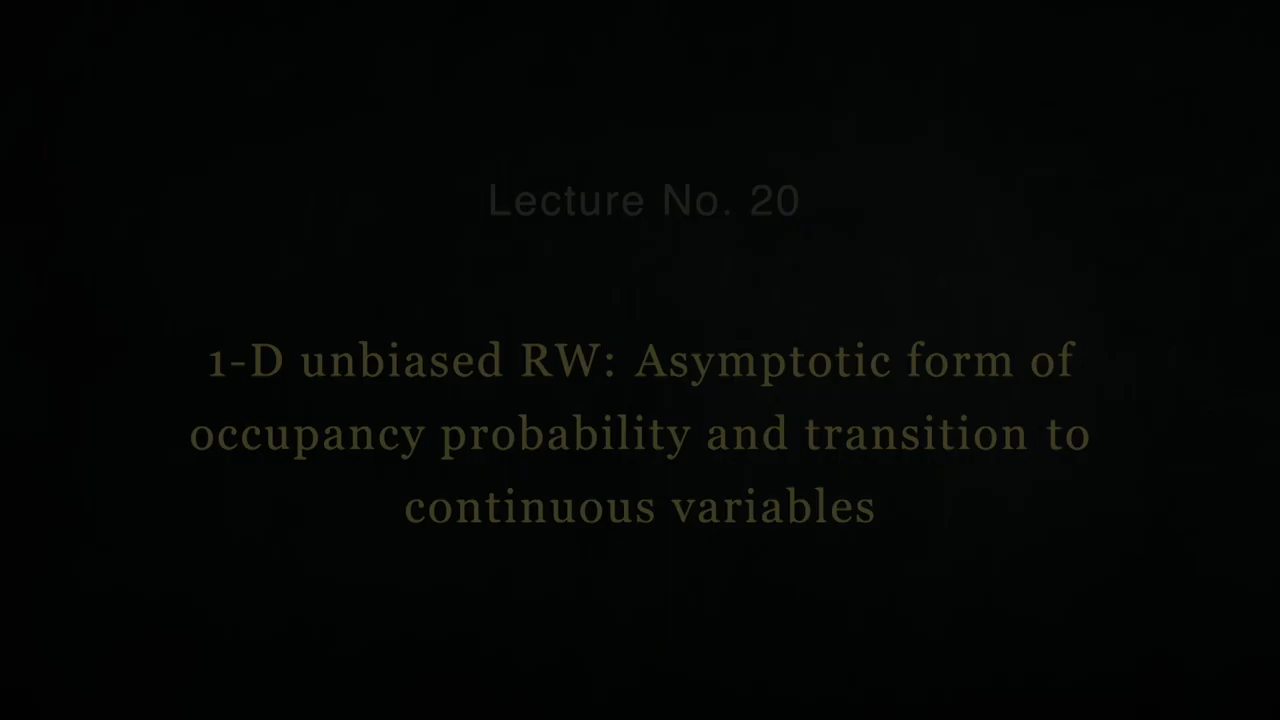 Lecture No. 20
1-D unbiased RW: Asymptotic form of
occupancy probability and transition to
continuous variables